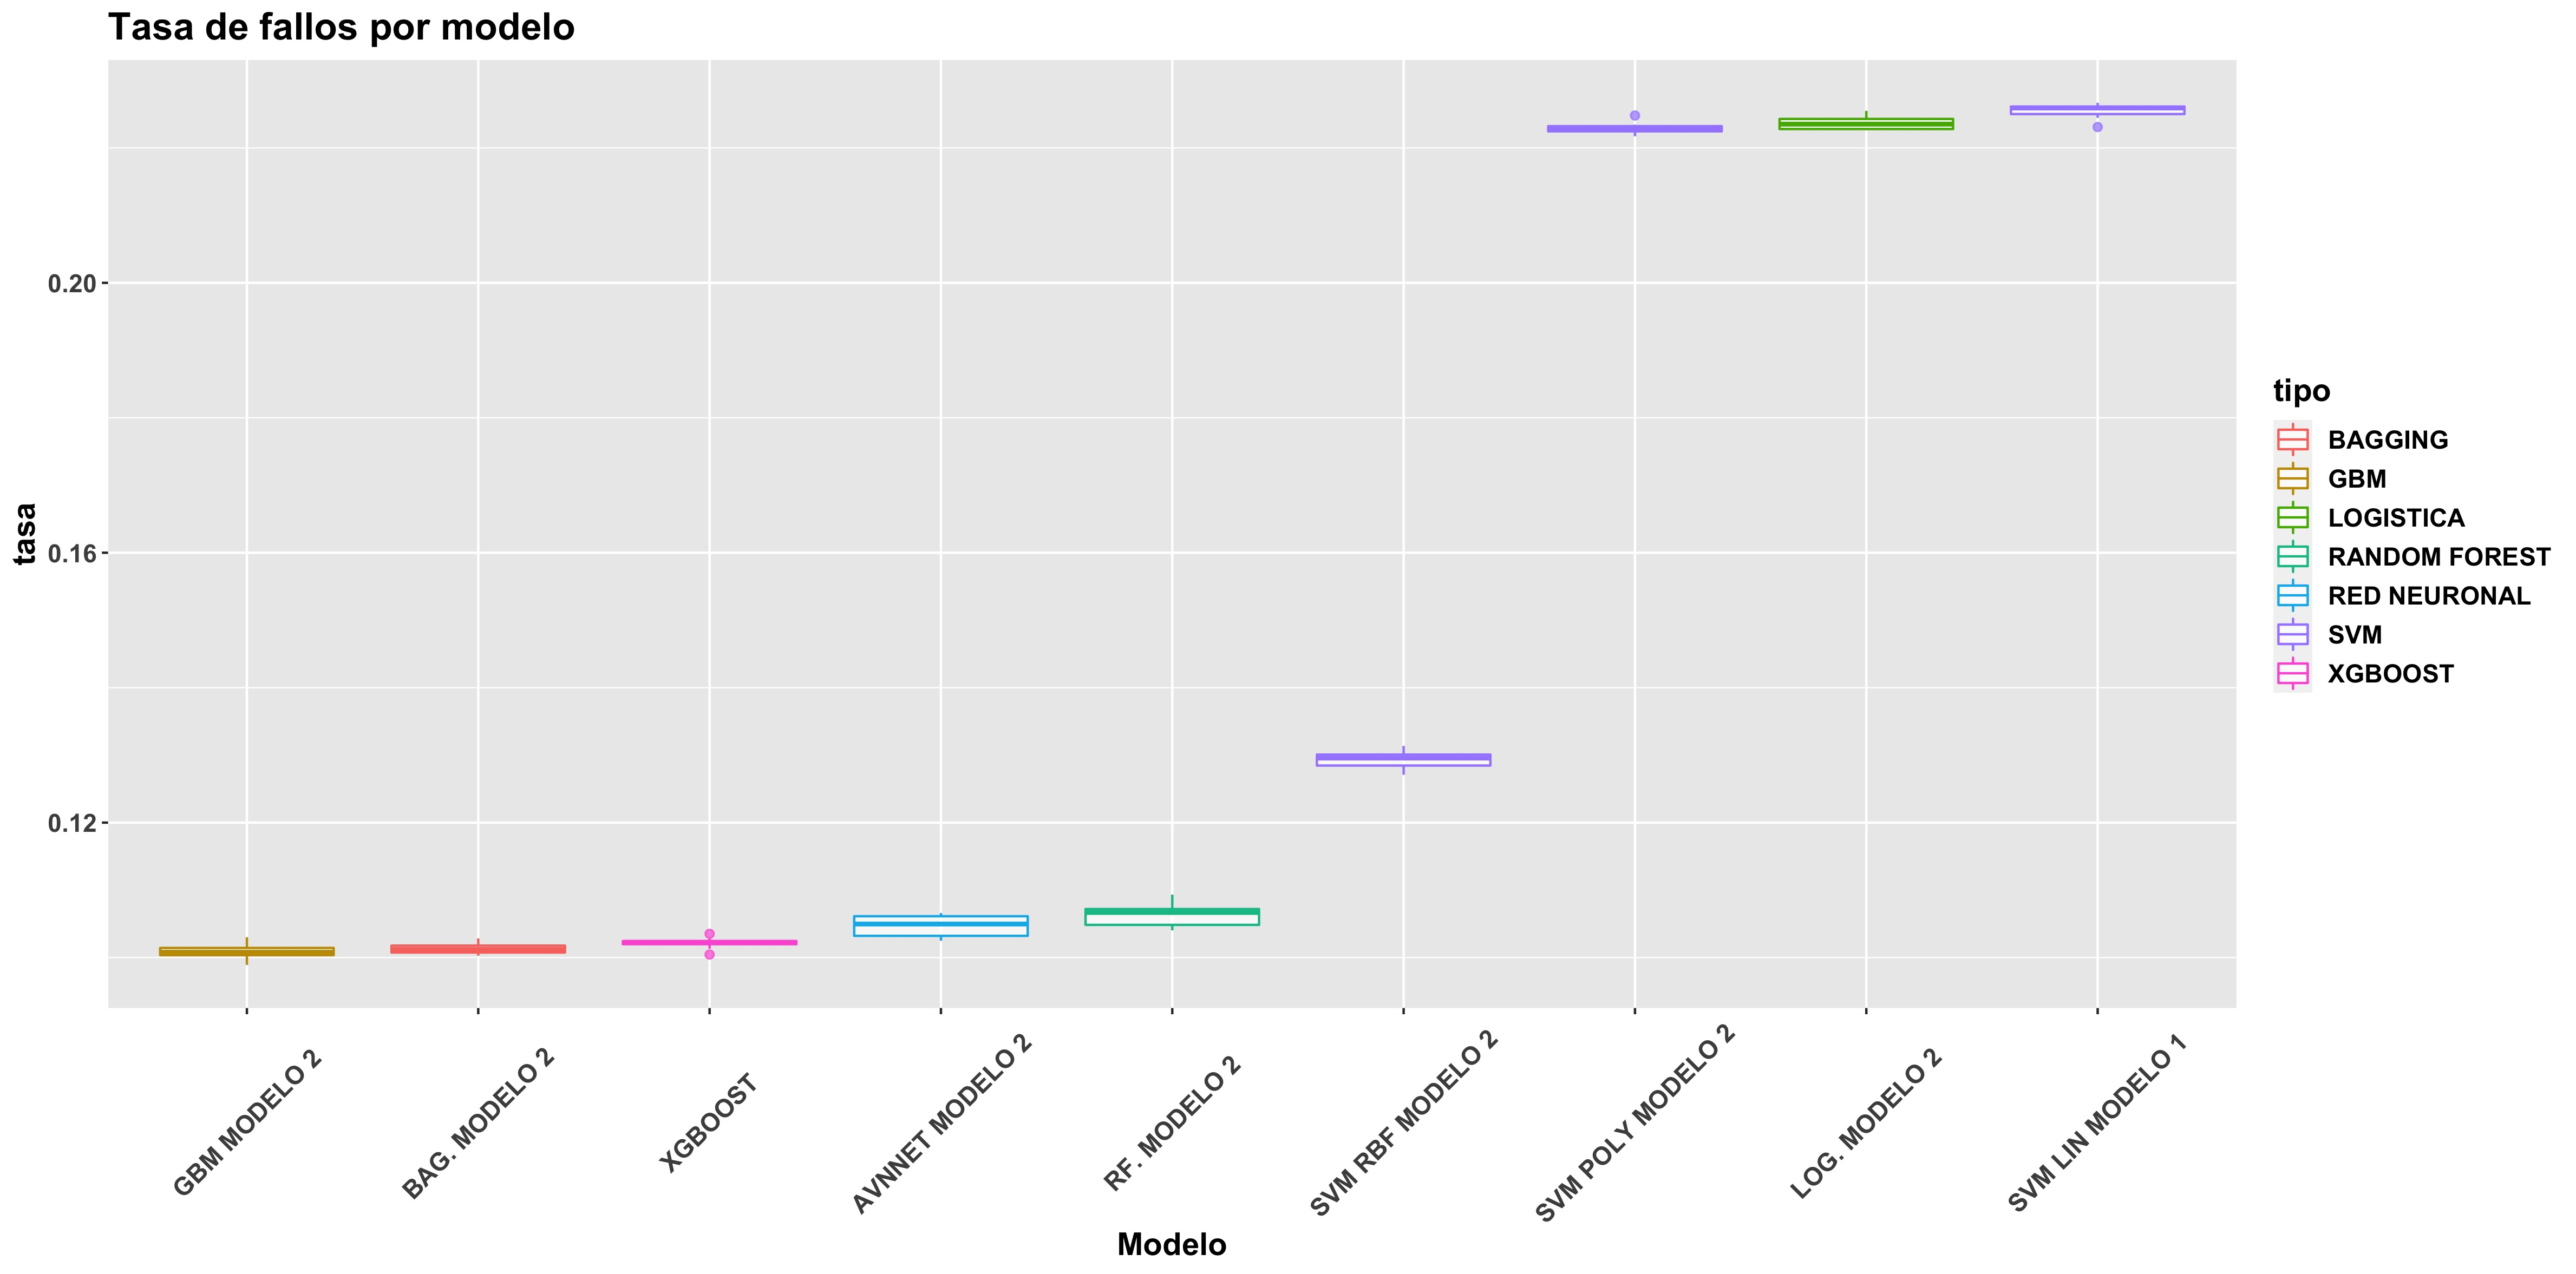 Tasa de fallos por modelo
tasa
0.20
0.16
0.12
GBM MODELO 2
BAG. MODELO 2
XGBOOST
AVNNET MODELO 2
RF. MODELO 2
SVM RBF MODELO 2
SVM POLY MODELO 2
LOG. MODELO 2
SVM LIN MODELO 1
Modelo
tipo
BAGGING
GBM
LOGISTICA
RANDOM FOREST
RED NEURONAL
SVM
XGBOOST